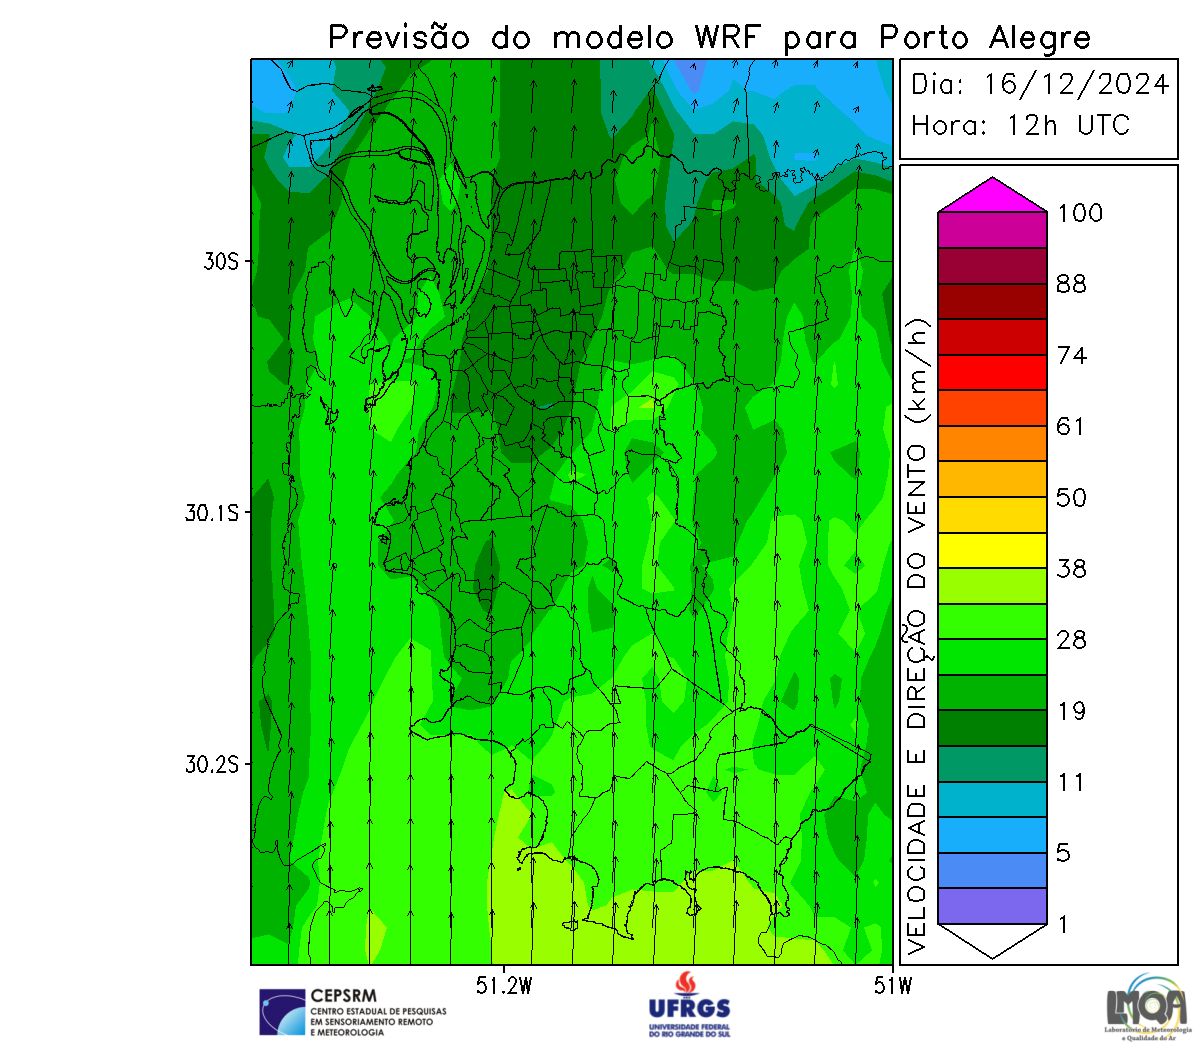 Previsão do modelo WRF para Porto Alegre
Dia: 16/12/2024
Hora: 12h UTC
30S
30.1S
30.2S
51.2W
51W
VELOCIDADE E DIREÇÃO DO VENTO (km/h)
100
88
74
61
50
38
28
19
11
5
1
CEPSRM
CENTRO ESTADUAL DE PESQUISAS
EM SENSORIAMENTO REMOTO
E METEOROLOGIA
UFRGS
UNIVERSIDADE FEDERAL
DO RIO GRANDE DO SUL
LMQA
Laboratório de Meteorologia
e Qualidade do Ar